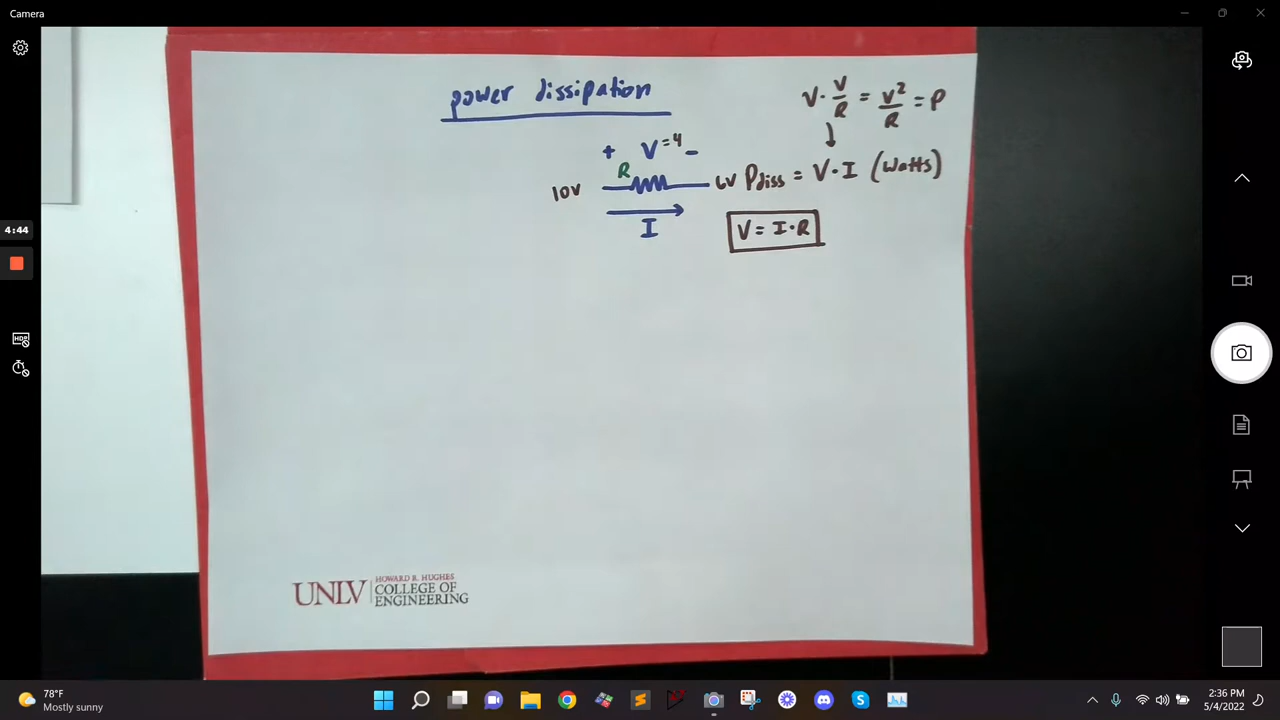 Camera
power dissipation
V · V/R = V²/R = P
+ V=4 -
R
10V
6V
Pdiss = V · I (Watts)
I
V = I · R
4:44
HDR
UNLV
HOWARD R. HUGHES
COLLEGE OF
ENGINEERING
78°F
Mostly sunny
2:36 PM
5/4/2022